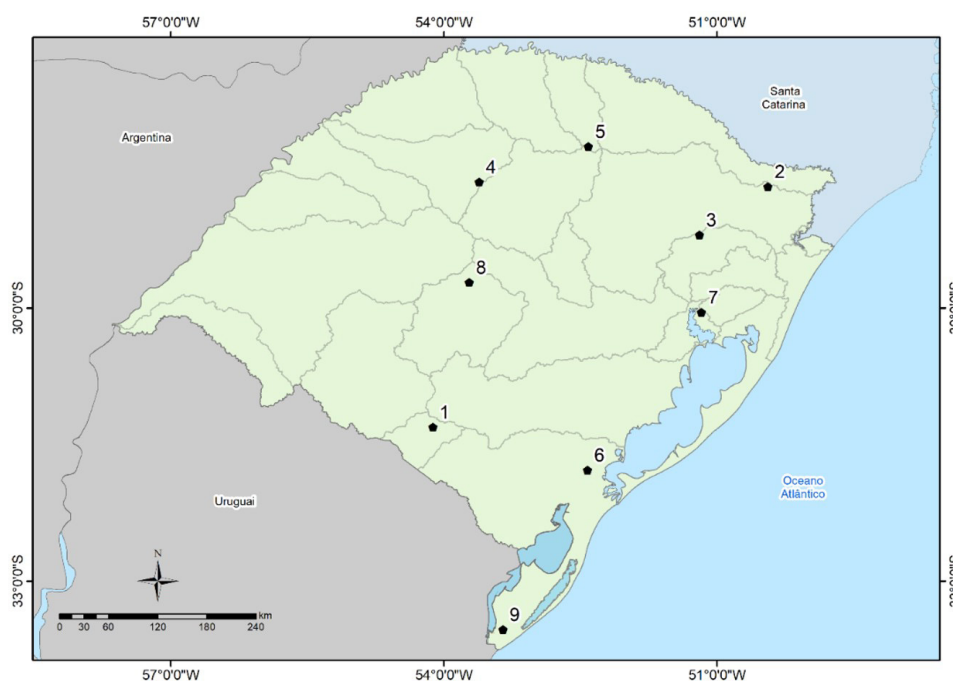 57°0'0"W 54°0'0"W 51°0'0"W
Santa
Catarina
Argentina
5
4
2
3
8
7
30°0'0"S
1
6
Oceano
Atlântico
Uruguai
N
33°0'0"S
km
0 30 60 120 180 240
9
57°0'0"W 54°0'0"W 51°0'0"W